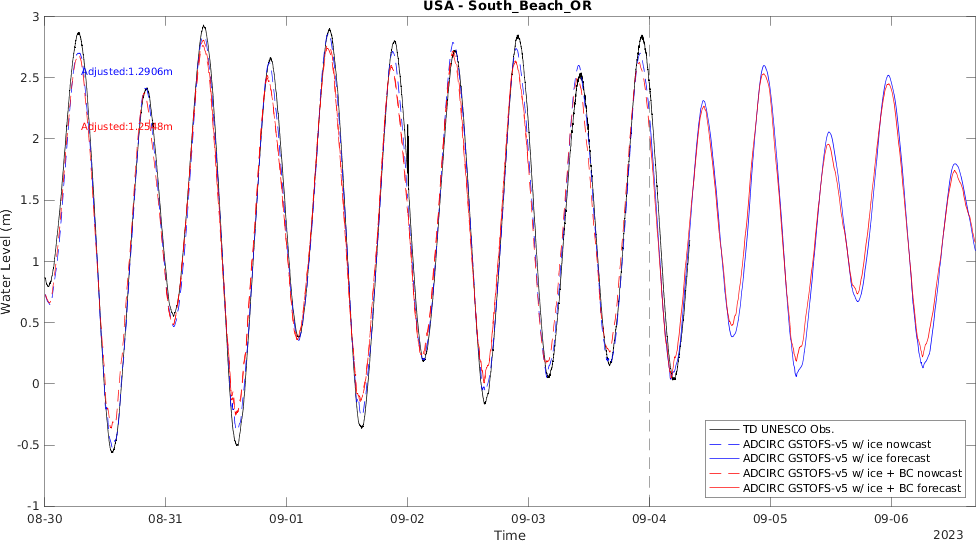 USA - South_Beach_OR
3
2.5
2
1.5
1
0.5
0
-0.5
-1
Water Level (m)
Adjusted:1.2906m
Adjusted:1.2548m
TD UNESCO Obs.
ADCIRC GSTOFS-v5 w/ ice nowcast
ADCIRC GSTOFS-v5 w/ ice forecast
ADCIRC GSTOFS-v5 w/ ice + BC nowcast
ADCIRC GSTOFS-v5 w/ ice + BC forecast
08-30 08-31 09-01 09-02 09-03 09-04 09-05 09-06
Time
2023